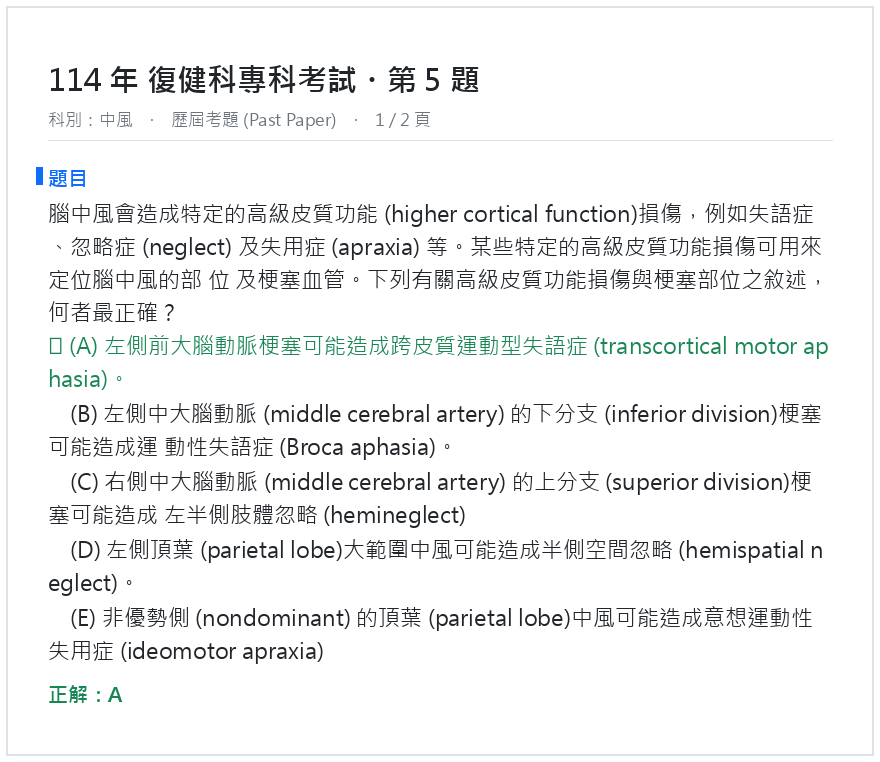 114 年 復健科專科考試・第 5 題
科別：中風 · 歷屆考題 (Past Paper) · 1 / 2 頁
題目
腦中風會造成特定的高級皮質功能 (higher cortical function)損傷，例如失語症
、忽略症 (neglect) 及失用症 (apraxia) 等。某些特定的高級皮質功能損傷可用來
定位腦中風的部 位 及梗塞血管。下列有關高級皮質功能損傷與梗塞部位之敘述，
何者最正確？
□ (A) 左側前大腦動脈梗塞可能造成跨皮質運動型失語症 (transcortical motor ap
hasia)。
(B) 左側中大腦動脈 (middle cerebral artery) 的下分支 (inferior division)梗塞
可能造成運 動性失語症 (Broca aphasia)。
(C) 右側中大腦動脈 (middle cerebral artery) 的上分支 (superior division)梗
塞可能造成 左半側肢體忽略 (hemineglect)
(D) 左側頂葉 (parietal lobe)大範圍中風可能造成半側空間忽略 (hemispatial n
eglect)。
(E) 非優勢側 (nondominant) 的頂葉 (parietal lobe)中風可能造成意想運動性
失用症 (ideomotor apraxia)
正解：A